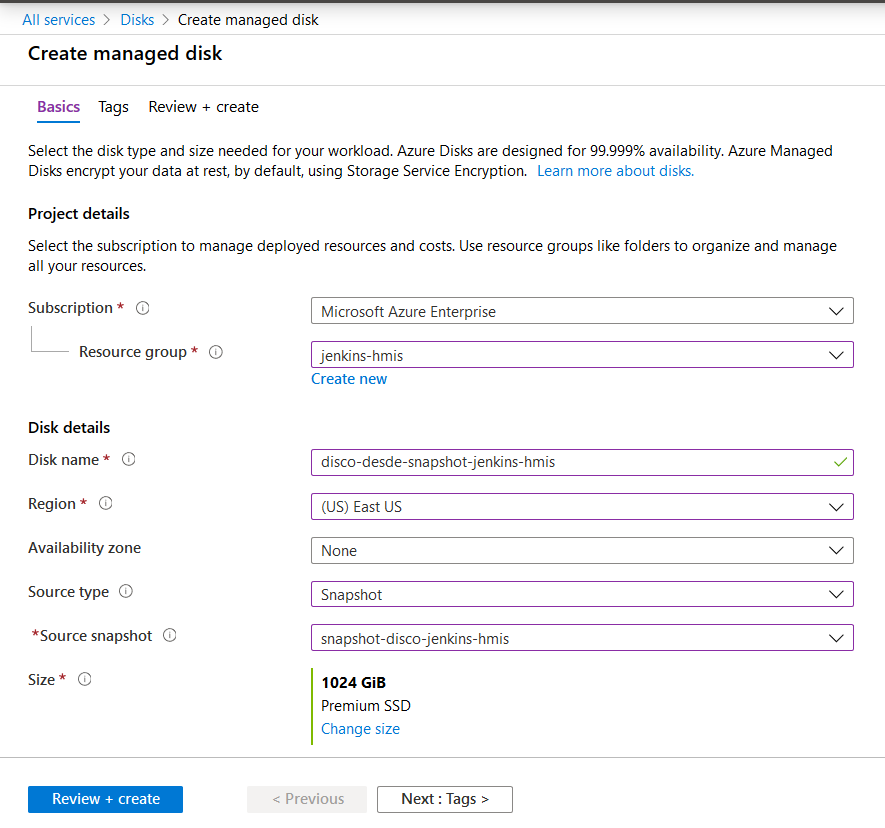 All services > Disks > Create managed disk
Create managed disk
Basics Tags Review + create
Select the disk type and size needed for your workload. Azure Disks are designed for 99.999% availability. Azure Managed
Disks encrypt your data at rest, by default, using Storage Service Encryption. Learn more about disks.
Project details
Select the subscription to manage deployed resources and costs. Use resource groups like folders to organize and manage
all your resources.
Subscription * Microsoft Azure Enterprise
Resource group * jenkins-hmis
Create new
Disk details
Disk name * disco-desde-snapshot-jenkins-hmis
Region * (US) East US
Availability zone None
Source type Snapshot
*Source snapshot snapshot-disco-jenkins-hmis
Size * 1024 GiB
Premium SSD
Change size
Review + create < Previous Next : Tags >